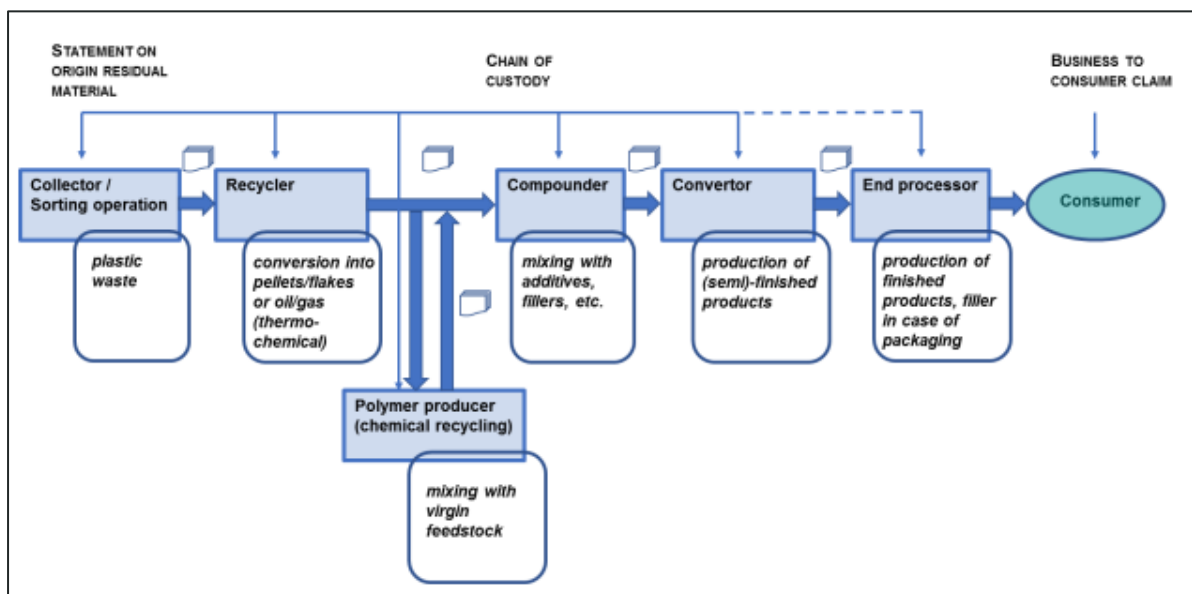 STATEMENT ON
ORIGIN RESIDUAL
MATERIAL
CHAIN OF
CUSTODY
BUSINESS TO
CONSUMER CLAIM
Collector /
Sorting operation
Recycler
Compounder
Convertor
End processor
Consumer
plastic
waste
conversion into
pellets/flakes
or oil/gas
(thermo-
chemical)
mixing with
additives,
fillers, etc.
production of
(semi)-finished
products
production of
finished
products, filler
in case of
packaging
Polymer producer
(chemical recycling)
mixing with
virgin
feedstock